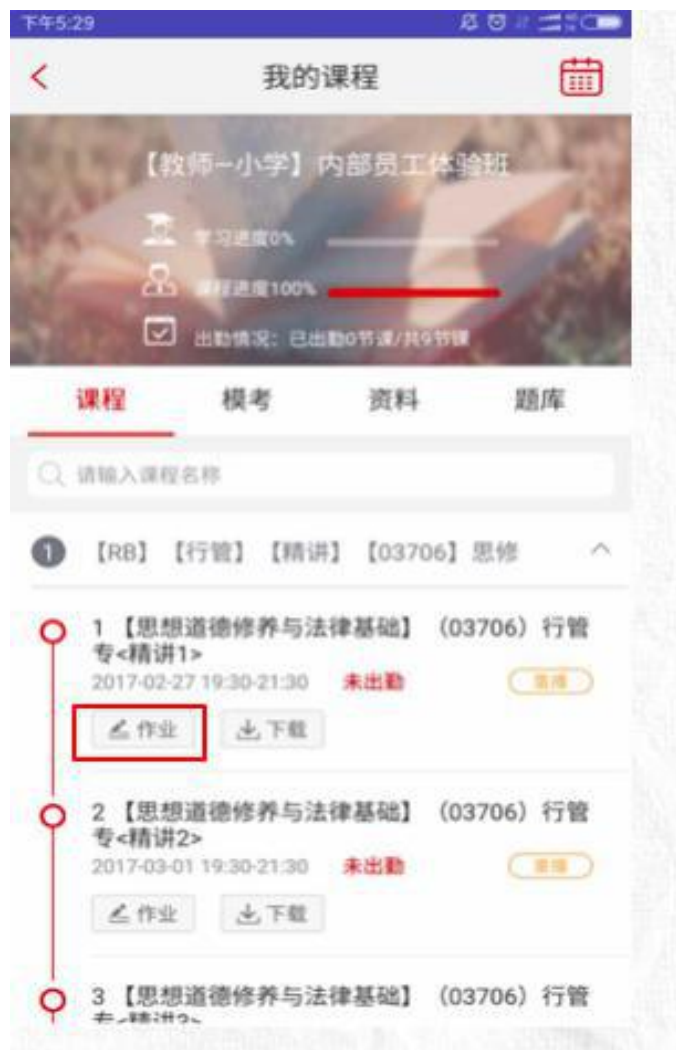 下午5:29
我的课程
【教师—小学】内部员工体验班
学习进度0%
课程进度100%
出勤情况：已出勤0节课/共9节课
课程 模考 资料 题库
请输入课程名称
1 【RB】【行管】【精讲】【03706】思修
1 【思想道德修养与法律基础】（03706）行管
专<精讲1>
2017-02-27 19:30-21:30 未出勤 重播
作业 下载
2 【思想道德修养与法律基础】（03706）行管
专<精讲2>
2017-03-01 19:30-21:30 未出勤 重播
作业 下载
3 【思想道德修养与法律基础】（03706）行管